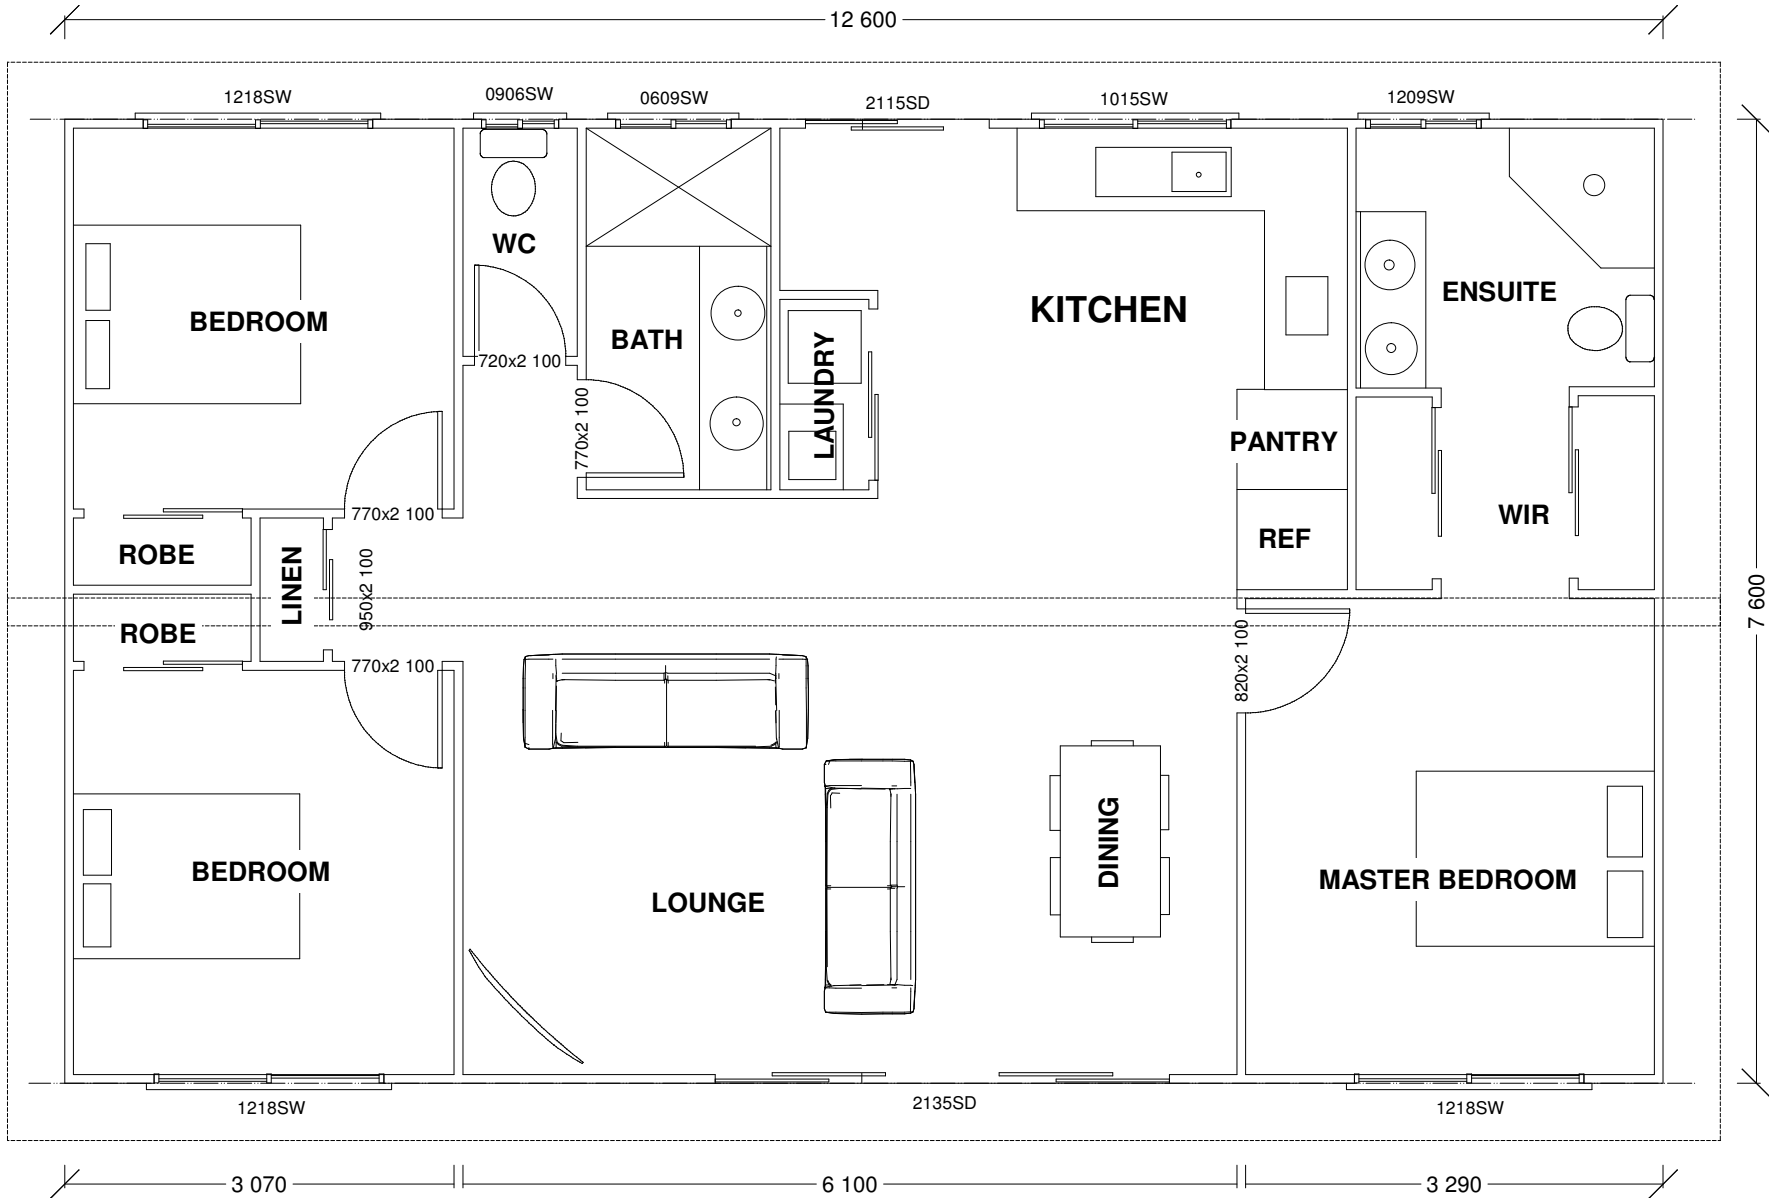 12 600
1218SW
0906SW
0609SW
2115SD
1015SW
1209SW
WC
BEDROOM
BATH
LAUNDRY
KITCHEN
ENSUITE
720x2 100
770x2 100
PANTRY
770x2 100
ROBE
LINEN
950x2 100
REF
WIR
ROBE
770x2 100
820x2 100
7 600
BEDROOM
LOUNGE
DINING
MASTER BEDROOM
1218SW
2135SD
1218SW
3 070
6 100
3 290